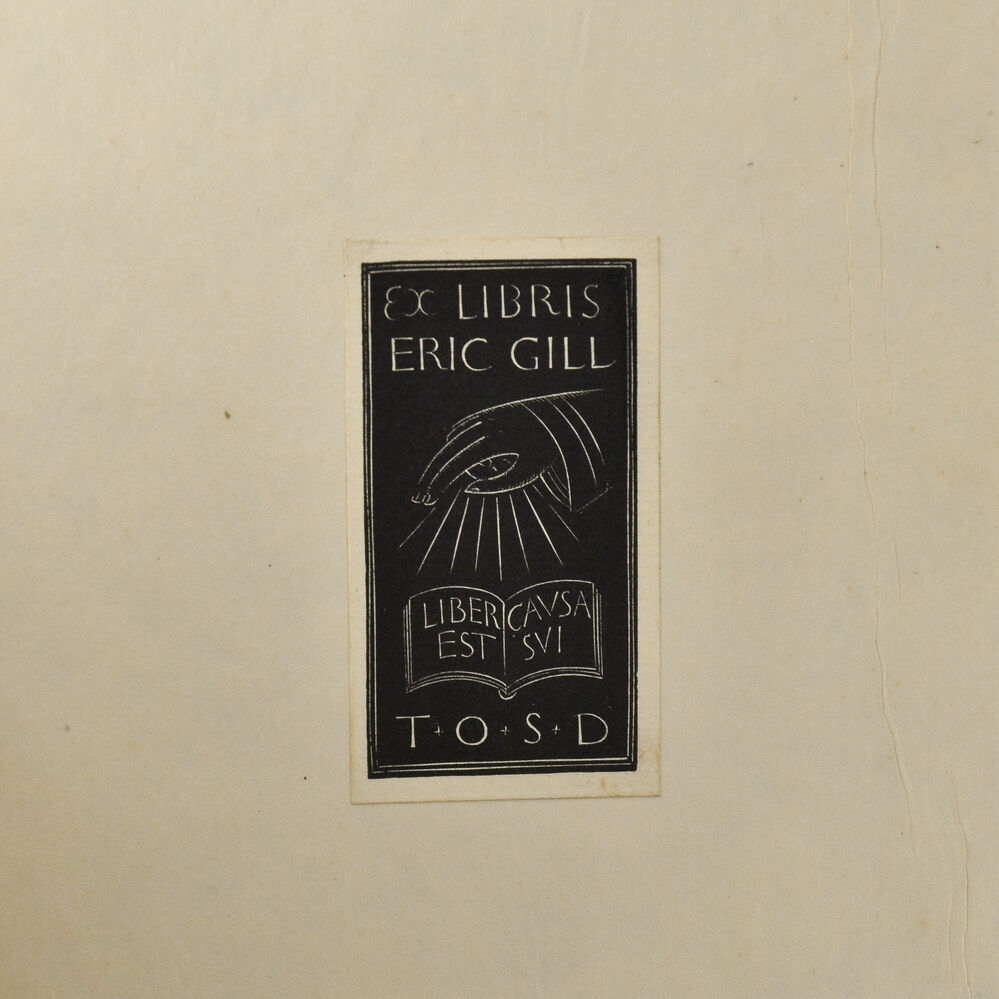 EX LIBRIS
ERIC GILL
LIBER CAVSA
EST SVI
T+O+S+D